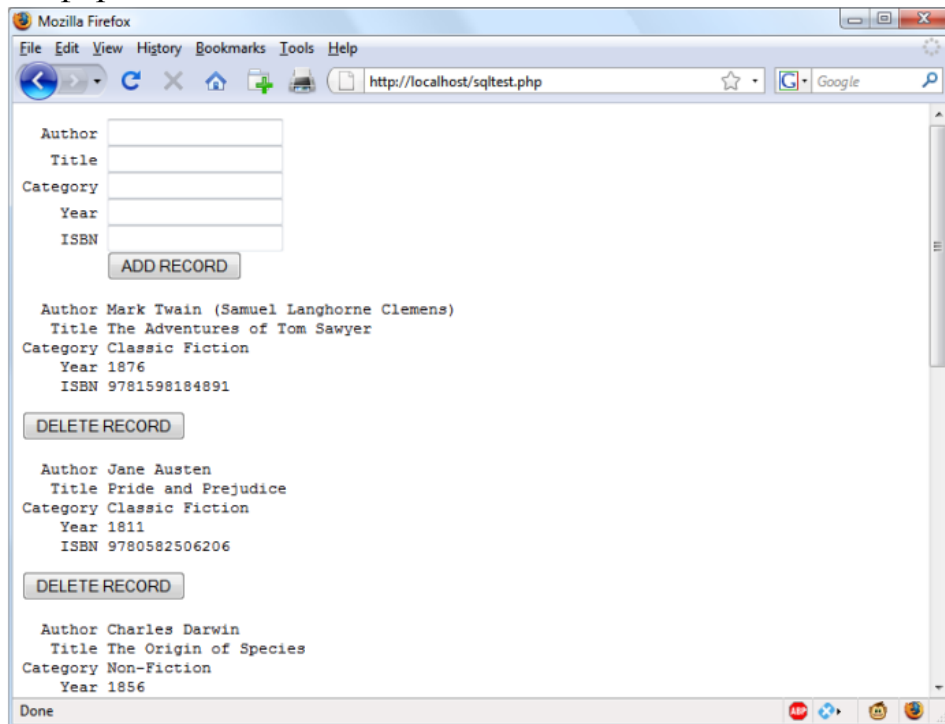 Mozilla Firefox
File Edit View History Bookmarks Tools Help
http://localhost/sqltest.php
G Google
Author
Title
Category
Year
ISBN
ADD RECORD
Author Mark Twain (Samuel Langhorne Clemens)
Title The Adventures of Tom Sawyer
Category Classic Fiction
Year 1876
ISBN 9781598184891
DELETE RECORD
Author Jane Austen
Title Pride and Prejudice
Category Classic Fiction
Year 1811
ISBN 9780582506206
DELETE RECORD
Author Charles Darwin
Title The Origin of Species
Category Non-Fiction
Year 1856
Done
ABP